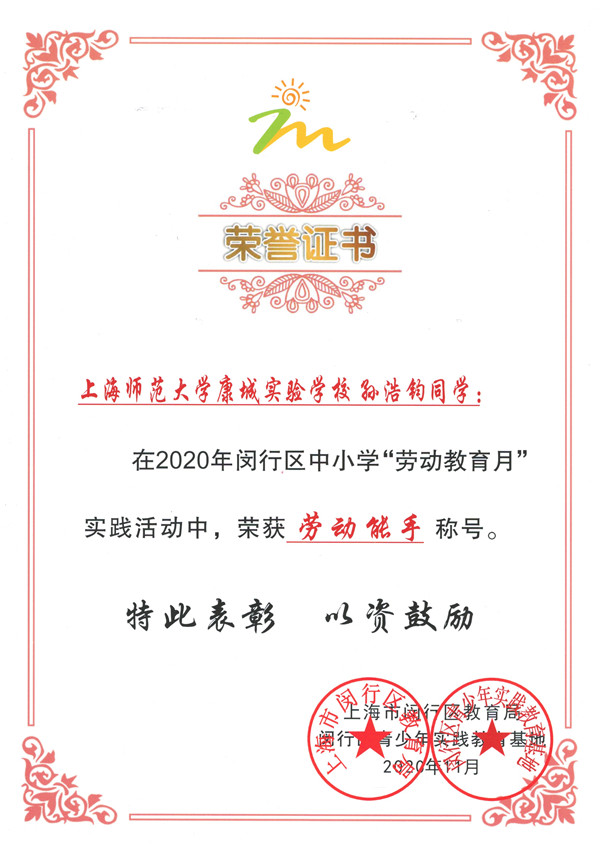 荣誉证书
上海师范大学康城实验学校 孙浩钧同学：
在2020年闵行区中小学“劳动教育月”
实践活动中，荣获 劳动能手 称号。
特此表彰 以资鼓励
上海市闵行区教育局
闵行区青少年实践教育基地
2020年11月
上海市闵行区教育局
闵行区青少年实践教育基地